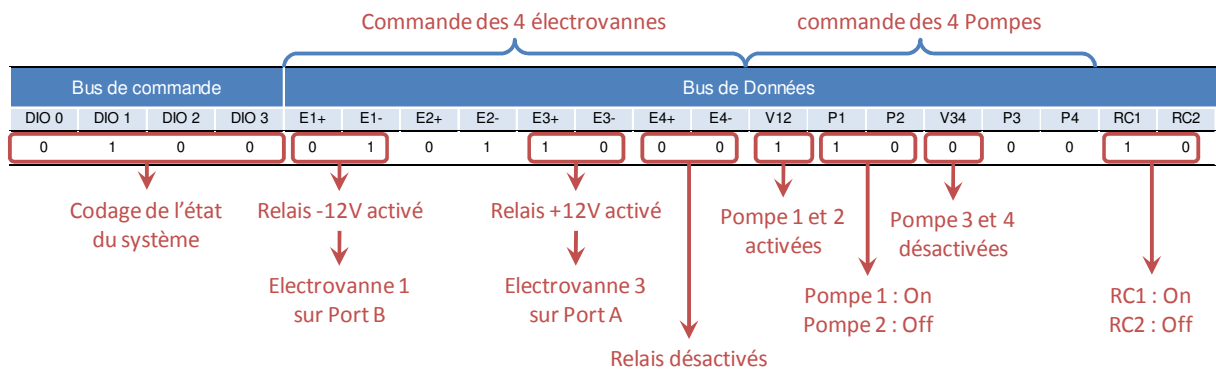 Commande des 4 électrovannes commande des 4 Pompes
Bus de commande Bus de Données
DIO 0 DIO 1 DIO 2 DIO 3 E1+ E1- E2+ E2- E3+ E3- E4+ E4- V12 P1 P2 V34 P3 P4 RC1 RC2
0 1 0 0 0 1 0 1 1 0 0 0 1 1 0 0 0 0 1 0
Codage de l'état
du système
Relais -12V activé
Electrovanne 1
sur Port B
Relais +12V activé
Electrovanne 3
sur Port A
Relais désactivés
Pompe 1 et 2
activées
Pompe 1 : On
Pompe 2 : Off
Pompe 3 et 4
désactivées
RC1 : On
RC2 : Off